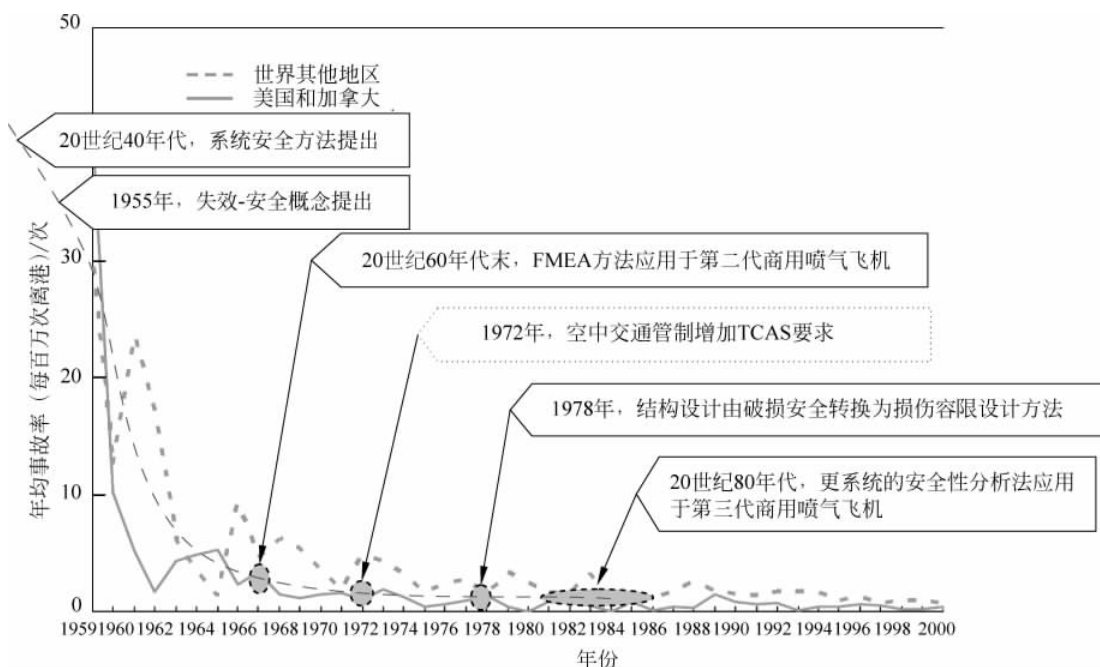 50
世界其他地区
美国和加拿大
20世纪40年代，系统安全方法提出
1955年，失效-安全概念提出
30
20世纪60年代末，FMEA方法应用于第二代商用喷气飞机
1972年，空中交通管制增加TCAS要求
20
1978年，结构设计由破损安全转换为损伤容限设计方法
20世纪80年代，更系统的安全性分析法应用
于第三代商用喷气飞机
10
0
年均事故率（每百万次离港）/次
1959 1960 1962 1964 1966 1968 1970 1972 1974 1976 1978 1980 1982 1984 1986 1988 1990 1992 1994 1996 1998 2000
年份